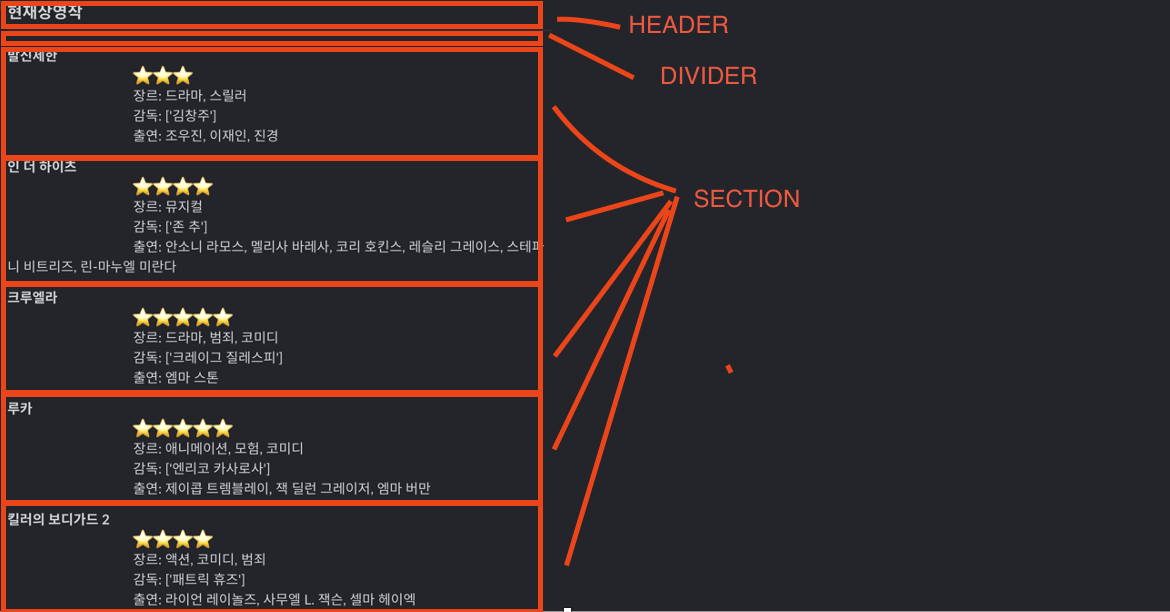 현재상영작
HEADER
DIVIDER
발신제한
⭐⭐⭐
장르: 드라마, 스릴러
감독: ['김창주']
출연: 조우진, 이재인, 진경
SECTION
인 더 하이츠
⭐⭐⭐⭐
장르: 뮤지컬
감독: ['존 추']
출연: 안소니 라모스, 멜리사 바레사, 코리 호킨스, 레슬리 그레이스, 스테파
니 비트리즈, 린-마누엘 미란다
크루엘라
⭐⭐⭐⭐⭐
장르: 드라마, 범죄, 코미디
감독: ['크레이그 질레스피']
출연: 엠마 스톤
루카
⭐⭐⭐⭐⭐
장르: 애니메이션, 모험, 코미디
감독: ['엔리코 카사로사']
출연: 제이콥 트렘블레이, 잭 딜런 그레이저, 엠마 버만
킬러의 보디가드 2
⭐⭐⭐⭐
장르: 액션, 코미디, 범죄
감독: ['패트릭 휴즈']
출연: 라이언 레이놀즈, 사무엘 L. 잭슨, 셀마 헤이엑